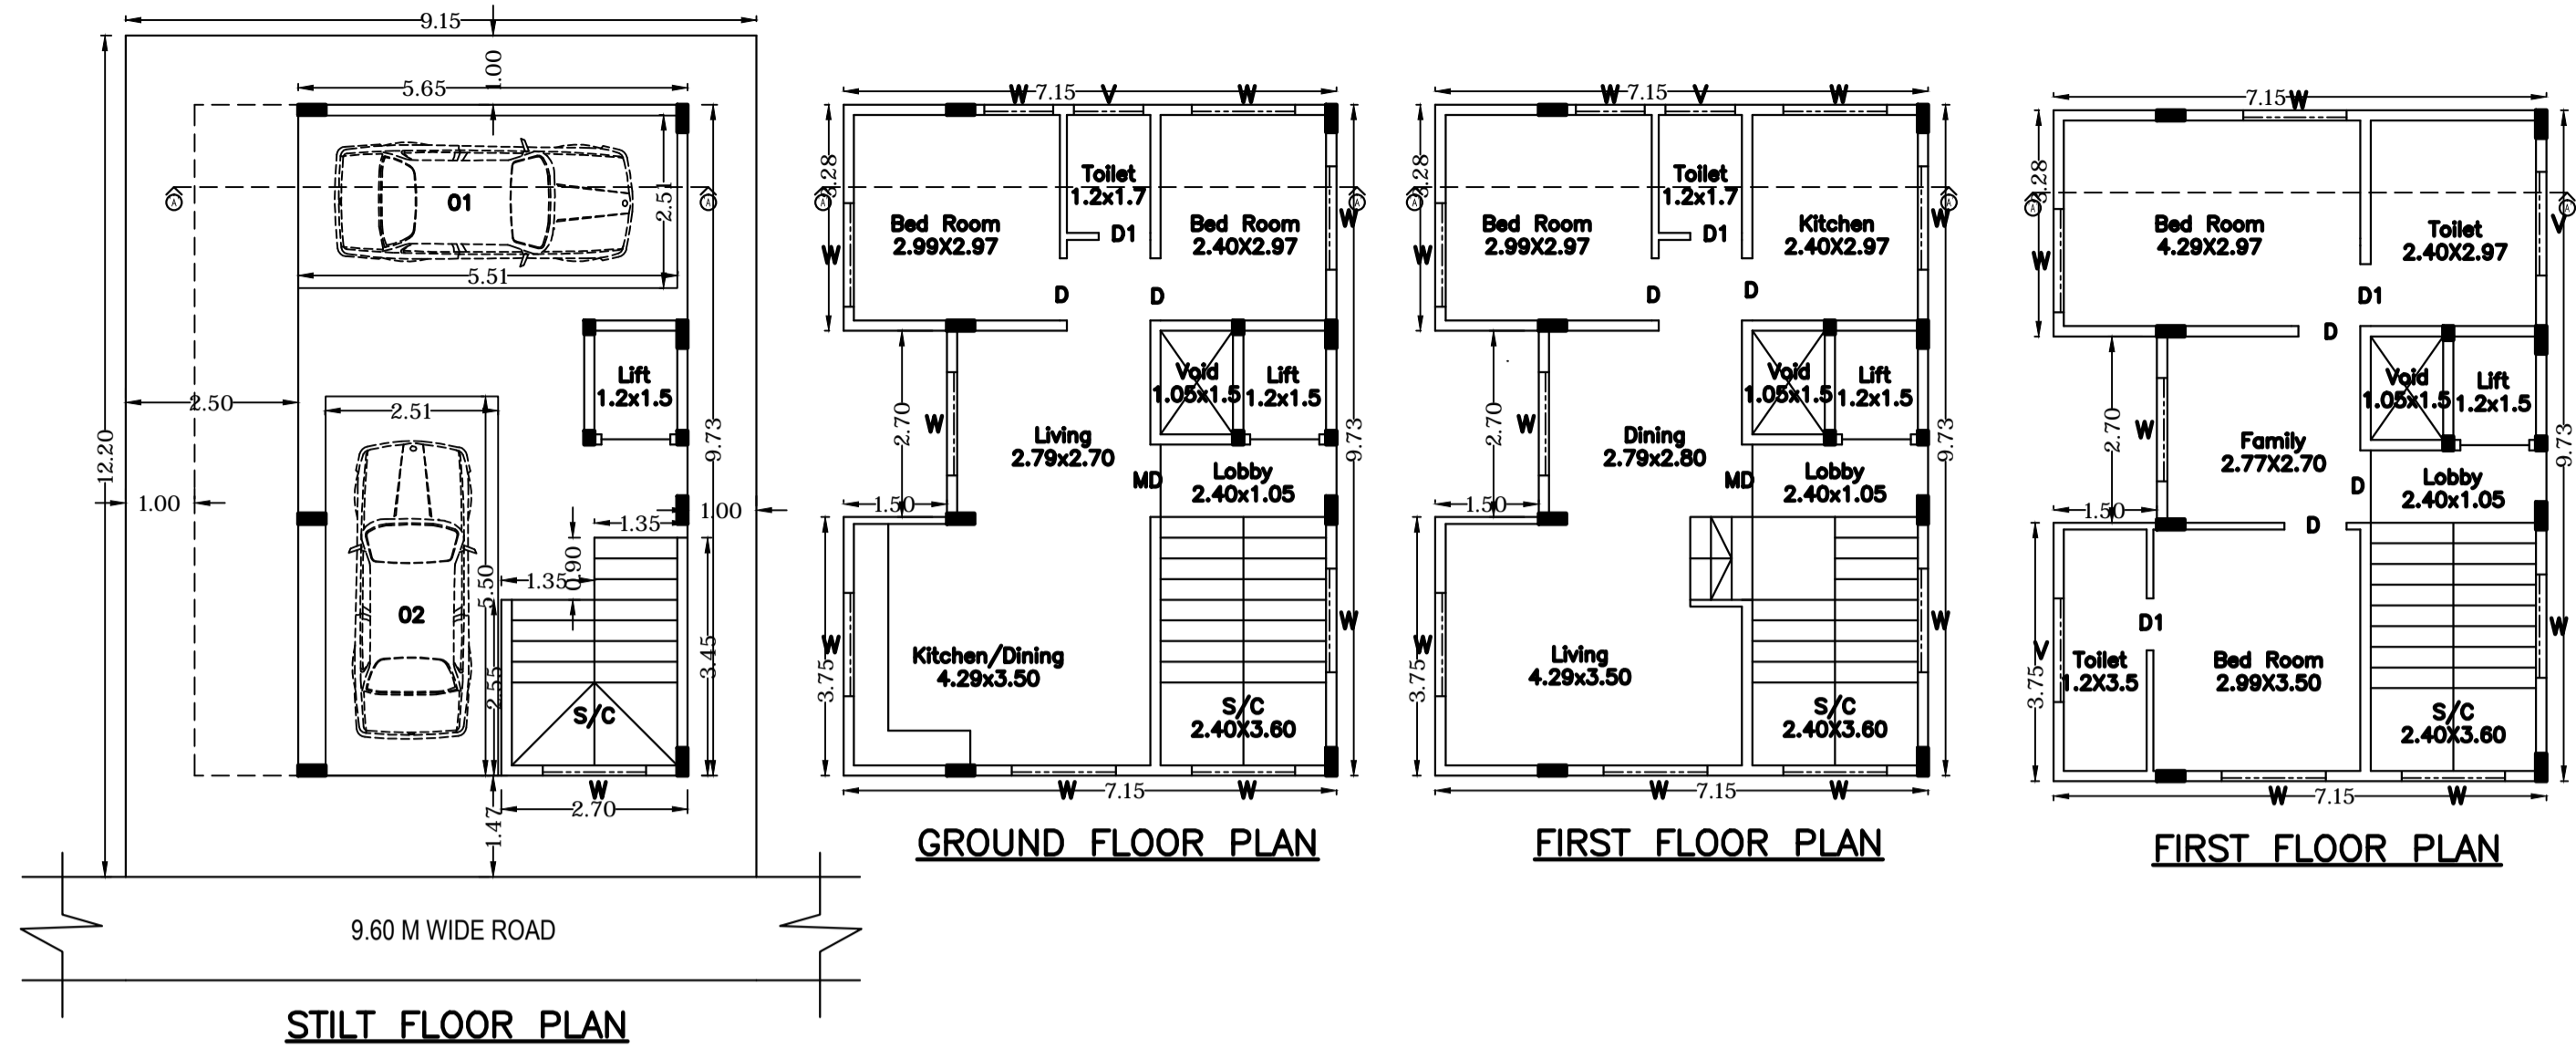 9.15
1.00
5.65
01
2.51
5.51
A
A
Lift
1.2x1.5
2.50
2.51
12.20
9.73
1.00
1.00
1.35
0.90
1.35
5.50
02
3.45
2.55
S/C
W
2.70
1.47
9.60 M WIDE ROAD
STILT FLOOR PLAN
W
7.15
V
W
3.28
Toilet
1.2x1.7
A
A
Bed Room
2.99X2.97
D1
Bed Room
2.40X2.97
W
W
D
D
Void
1.05x1.5
Lift
1.2x1.5
2.70
W
Living
2.79x2.70
9.73
MD
Lobby
2.40x1.05
1.50
W
W
Kitchen/Dining
4.29x3.50
3.75
S/C
2.40X3.60
W
7.15
W
GROUND FLOOR PLAN
W
7.15
V
W
3.28
Toilet
1.2x1.7
A
A
Bed Room
2.99X2.97
D1
Kitchen
2.40X2.97
W
W
D
D
Void
1.05x1.5
Lift
1.2x1.5
2.70
W
Dining
2.79x2.80
9.73
MD
Lobby
2.40x1.05
1.50
W
W
Living
4.29x3.50
3.75
S/C
2.40X3.60
W
7.15
W
FIRST FLOOR PLAN
7.15
W
3.28
A
A
Bed Room
4.29X2.97
Toilet
2.40X2.97
V
W
D1
D
Void
1.05x1.5
Lift
1.2x1.5
2.70
W
Family
2.77X2.70
9.73
D
Lobby
2.40x1.05
1.50
D
D1
W
V
Toilet
1.2X3.5
Bed Room
2.99X3.50
3.75
S/C
2.40X3.60
W
7.15
W
FIRST FLOOR PLAN